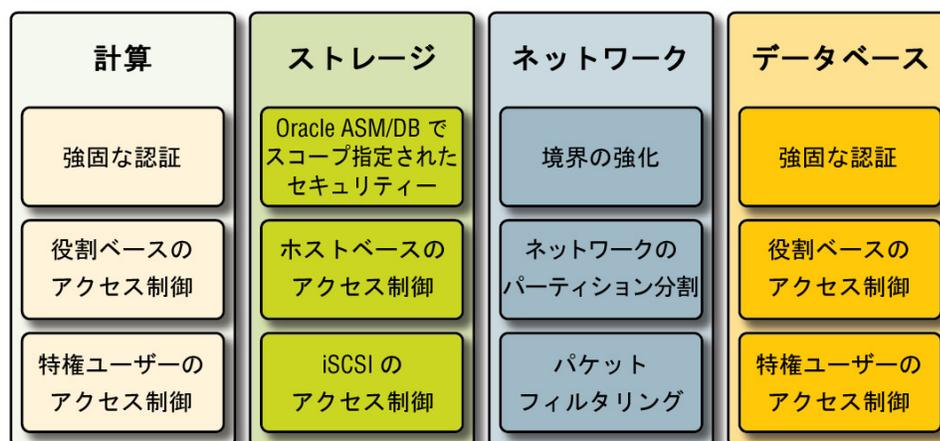 計算
強固な認証
役割ベースの
アクセス制御
特権ユーザーの
アクセス制御
ストレージ
Oracle ASM/DB で
スコープ指定された
セキュリティー
ホストベースの
アクセス制御
iSCSI の
アクセス制御
ネットワーク
境界の強化
ネットワークの
パーティション分割
パケット
フィルタリング
データベース
強固な認証
役割ベースの
アクセス制御
特権ユーザーの
アクセス制御